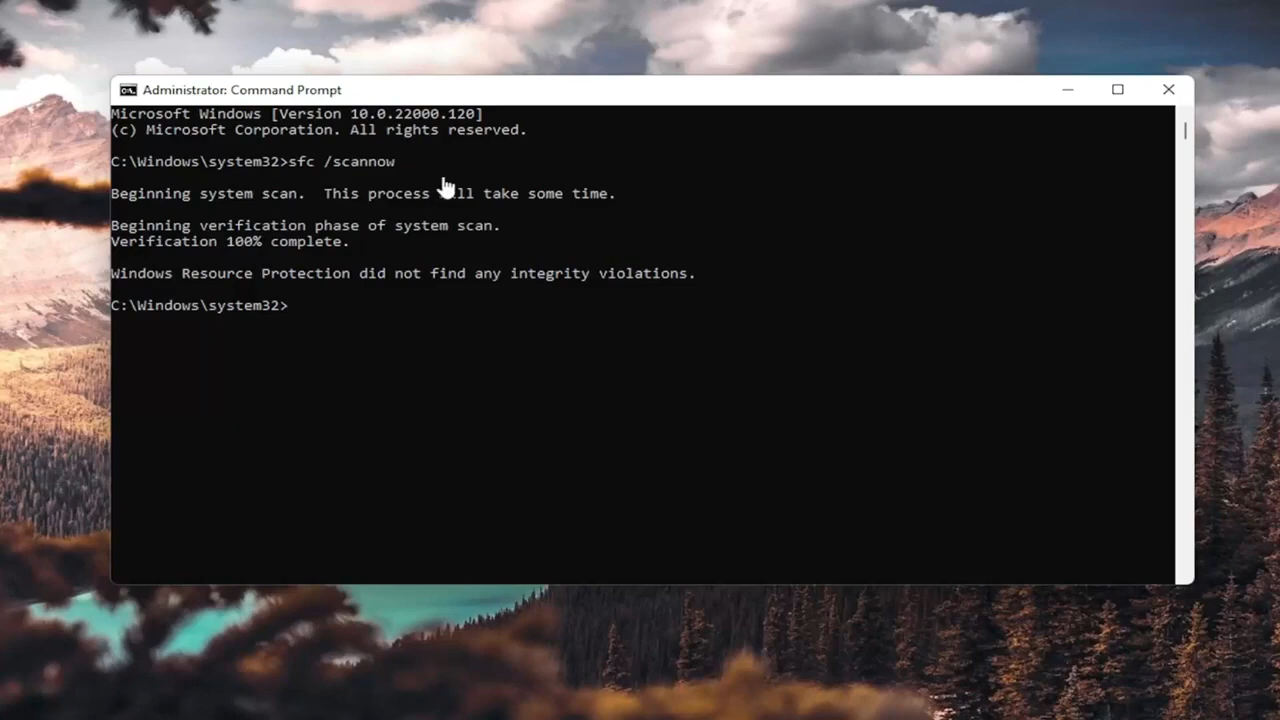 Administrator: Command Prompt
Microsoft Windows [Version 10.0.22000.120]
(c) Microsoft Corporation. All rights reserved.
C:\Windows\system32>sfc /scannow
Beginning system scan.  This process will take some time.
Beginning verification phase of system scan.
Verification 100% complete.
Windows Resource Protection did not find any integrity violations.
C:\Windows\system32>